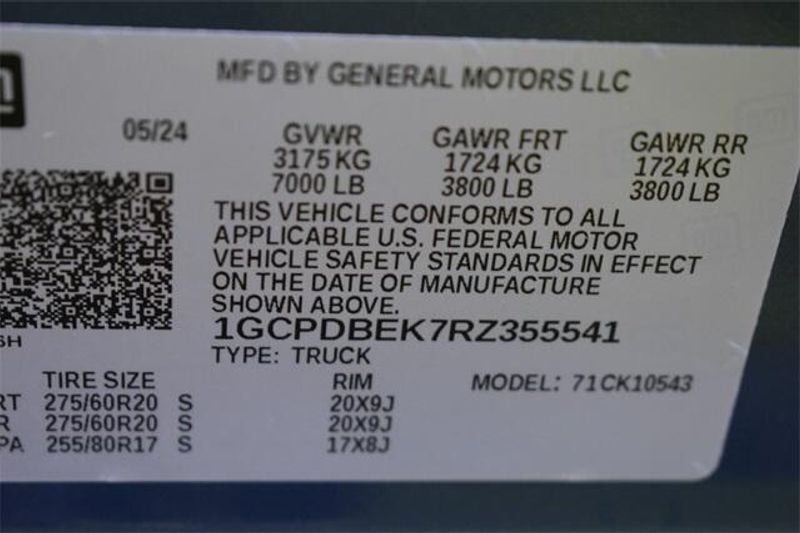 MFD BY GENERAL MOTORS LLC
05/24 GVWR GAWR FRT GAWR RR
3175 KG 1724 KG 1724 KG
7000 LB 3800 LB 3800 LB
THIS VEHICLE CONFORMS TO ALL
APPLICABLE U.S. FEDERAL MOTOR
VEHICLE SAFETY STANDARDS IN EFFECT
ON THE DATE OF MANUFACTURE
SHOWN ABOVE.
1GCPDBEK7RZ355541
TYPE: TRUCK
TIRE SIZE RIM MODEL: 71CK10543
RT 275/60R20 S 20X9J
R 275/60R20 S 20X9J
PA 255/80R17 S 17X8J